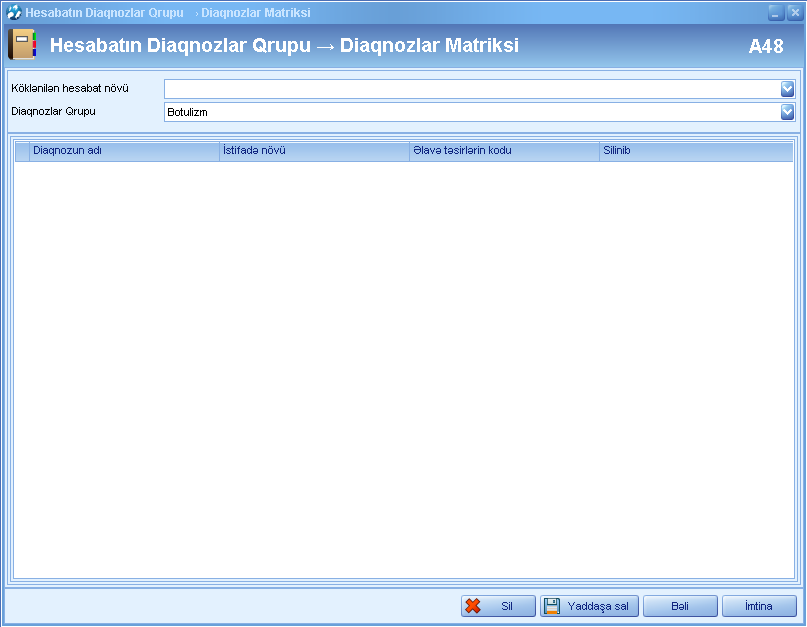 Hesabatın Diaqnozlar Qrupu → Diaqnozlar Matriksi
Hesabatın Diaqnozlar Qrupu → Diaqnozlar Matriksi A48
Köklənilən hesabat növü
Diaqnozlar Qrupu Botulizm
Diaqnozun adı İstifadə növü Əlavə təsirlərin kodu Silinib
Sil Yaddaşa sal Bəli İmtina